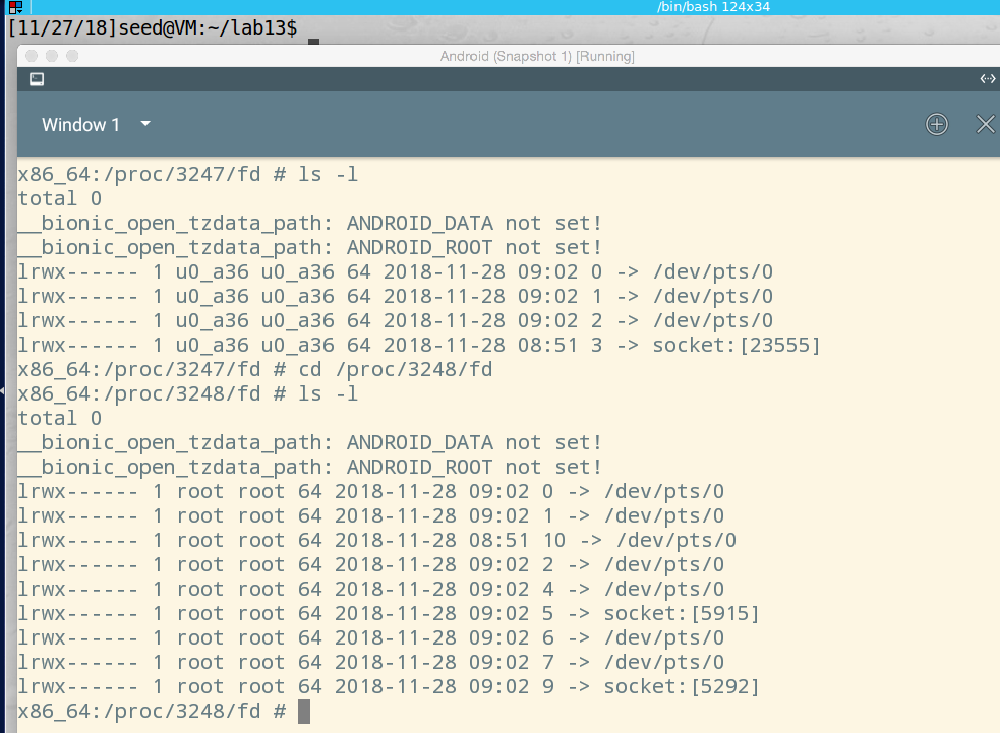 /bin/bash 124x34
[11/27/18]seed@VM:~/lab13$
Android (Snapshot 1) [Running]
Window 1
x86_64:/proc/3247/fd # ls -l
total 0
__bionic_open_tzdata_path: ANDROID_DATA not set!
__bionic_open_tzdata_path: ANDROID_ROOT not set!
lrwx------ 1 u0_a36 u0_a36 64 2018-11-28 09:02 0 -> /dev/pts/0
lrwx------ 1 u0_a36 u0_a36 64 2018-11-28 09:02 1 -> /dev/pts/0
lrwx------ 1 u0_a36 u0_a36 64 2018-11-28 09:02 2 -> /dev/pts/0
lrwx------ 1 u0_a36 u0_a36 64 2018-11-28 08:51 3 -> socket:[23555]
x86_64:/proc/3247/fd # cd /proc/3248/fd
x86_64:/proc/3248/fd # ls -l
total 0
__bionic_open_tzdata_path: ANDROID_DATA not set!
__bionic_open_tzdata_path: ANDROID_ROOT not set!
lrwx------ 1 root root 64 2018-11-28 09:02 0 -> /dev/pts/0
lrwx------ 1 root root 64 2018-11-28 09:02 1 -> /dev/pts/0
lrwx------ 1 root root 64 2018-11-28 08:51 10 -> /dev/pts/0
lrwx------ 1 root root 64 2018-11-28 09:02 2 -> /dev/pts/0
lrwx------ 1 root root 64 2018-11-28 09:02 4 -> /dev/pts/0
lrwx------ 1 root root 64 2018-11-28 09:02 5 -> socket:[5915]
lrwx------ 1 root root 64 2018-11-28 09:02 6 -> /dev/pts/0
lrwx------ 1 root root 64 2018-11-28 09:02 7 -> /dev/pts/0
lrwx------ 1 root root 64 2018-11-28 09:02 9 -> socket:[5292]
x86_64:/proc/3248/fd #